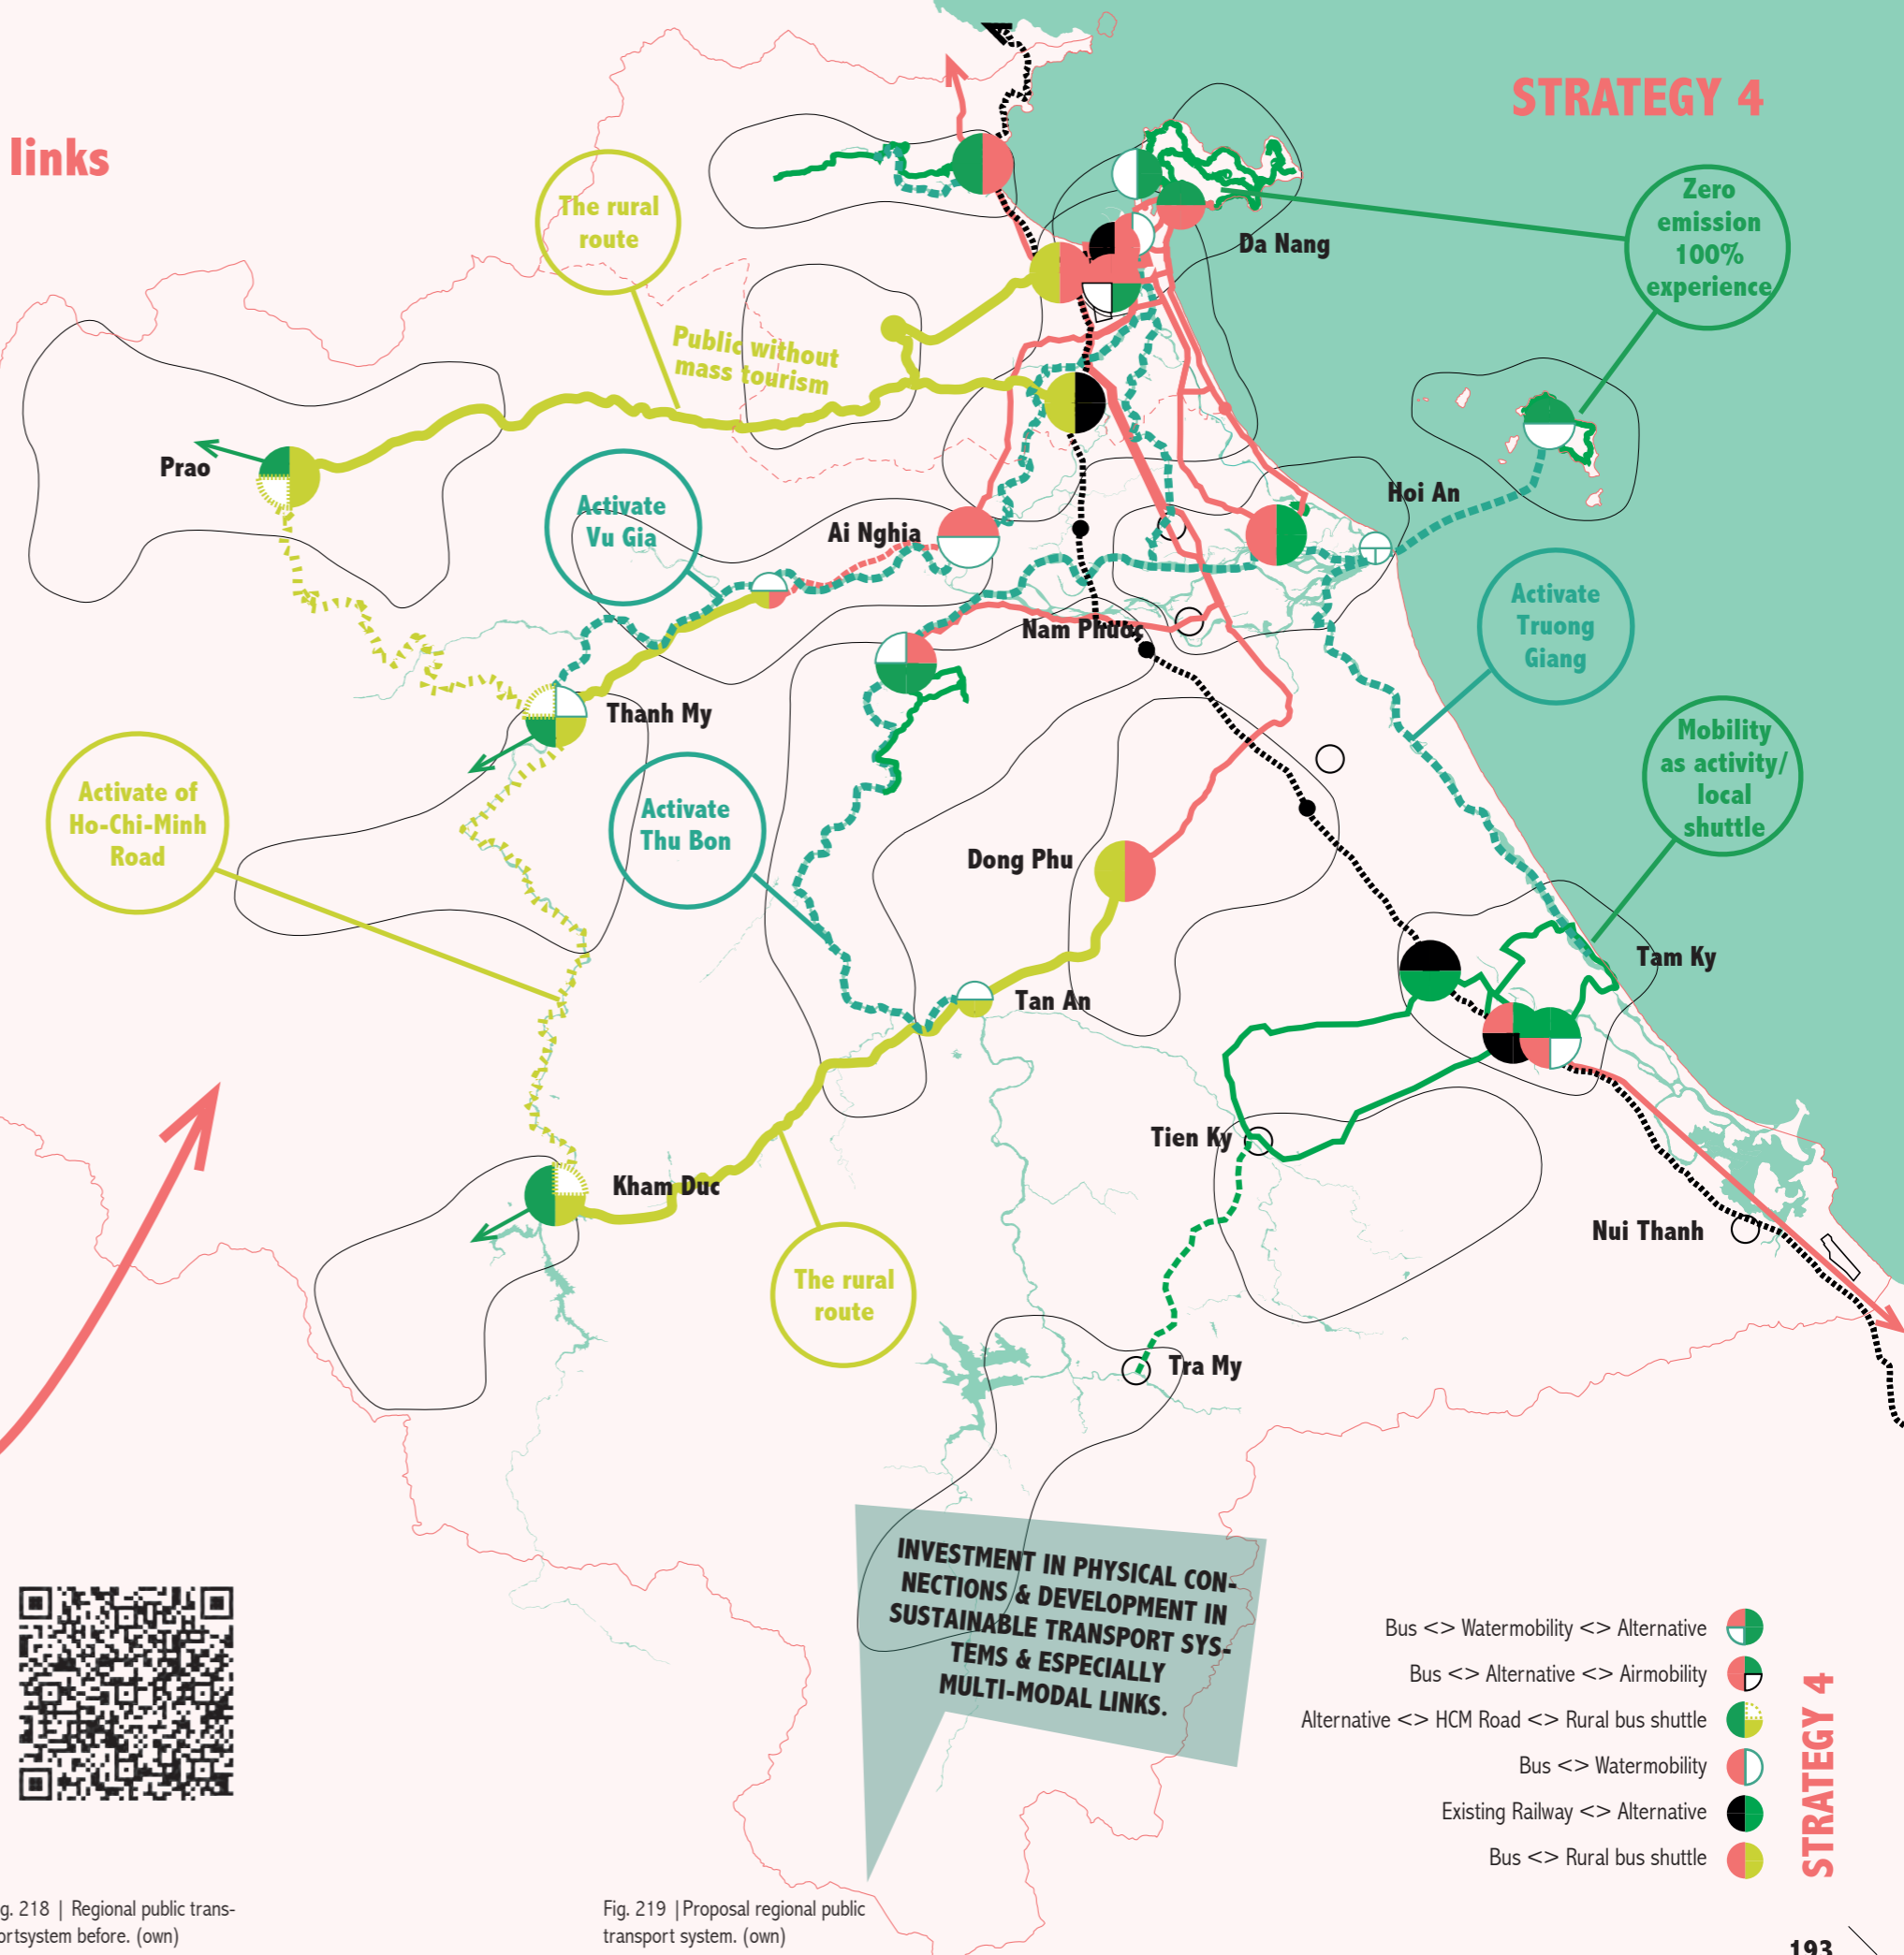 links
STRATEGY 4
Zero
emission
100%
experience
The rural
route
Da Nang
Public without
mass tourism
Prao
Activate
Vu Gia
Ai Nghia
Hoi An
Activate
Truong
Giang
Nam Phuoc
Thanh My
Mobility
as activity/
local
shuttle
Activate of
Ho-Chi-Minh
Road
Activate
Thu Bon
Dong Phu
Tam Ky
Tan An
Tien Ky
Kham Duc
Nui Thanh
The rural
route
Tra My
INVESTMENT IN PHYSICAL CON-
NECTIONS & DEVELOPMENT IN
SUSTAINABLE TRANSPORT SYS-
TEMS & ESPECIALLY
MULTI-MODAL LINKS.
Bus <> Watermobility <> Alternative
Bus <> Alternative <> Airmobility
Alternative <> HCM Road <> Rural bus shuttle
Bus <> Watermobility
Existing Railway <> Alternative
Bus <> Rural bus shuttle
STRATEGY 4
g. 218 | Regional public trans-
ortsystem before. (own)
Fig. 219 |Proposal regional public
transport system. (own)
193